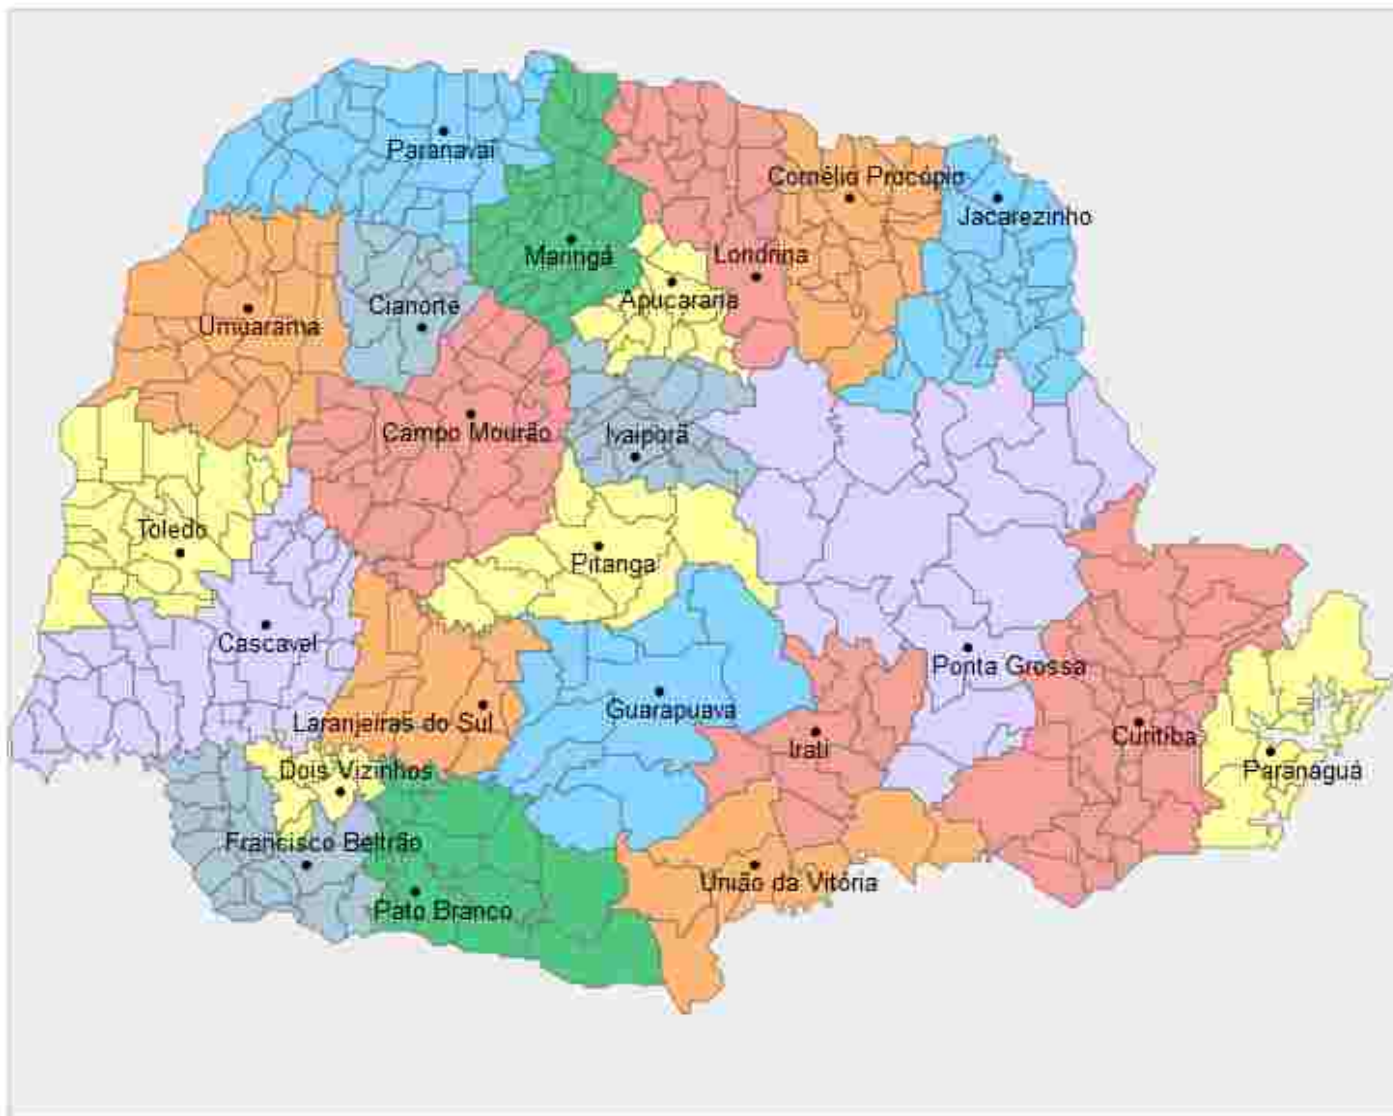 Paranavaí
Cornélio Procópio
Jacarezinho
Maringá
Londrina
Cianorte
Apucarana
Umuarama
Campo Mourão
Ivaiporã
Toledo
Pitanga
Cascavel
Ponta Grossa
Laranjeiras do Sul
Guarapuava
Irati
Curitiba
Dois Vizinhos
Paranaguá
Francisco Beltrão
União da Vitória
Pato Branco